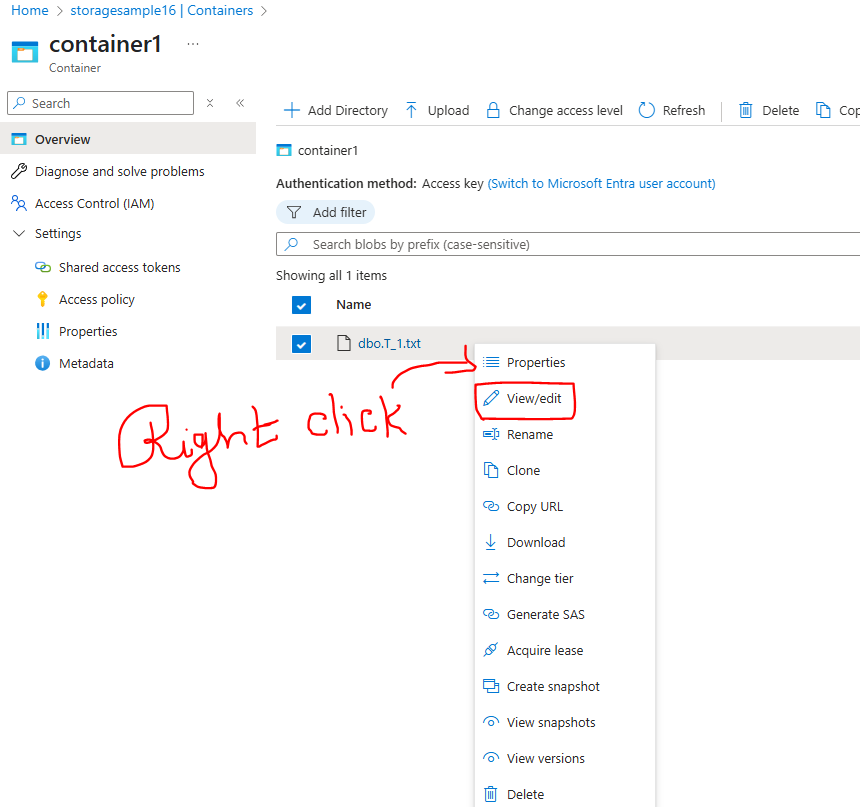 Home > storagesample16 | Containers >
container1 ...
Container
Search
Overview
Diagnose and solve problems
Access Control (IAM)
Settings
Shared access tokens
Access policy
Properties
Metadata
Add Directory Upload Change access level Refresh Delete Cop
container1
Authentication method: Access key (Switch to Microsoft Entra user account)
Add filter
Search blobs by prefix (case-sensitive)
Showing all 1 items
Name
dbo.T_1.txt
Right click
Properties
View/edit
Rename
Clone
Copy URL
Download
Change tier
Generate SAS
Acquire lease
Create snapshot
View snapshots
View versions
Delete